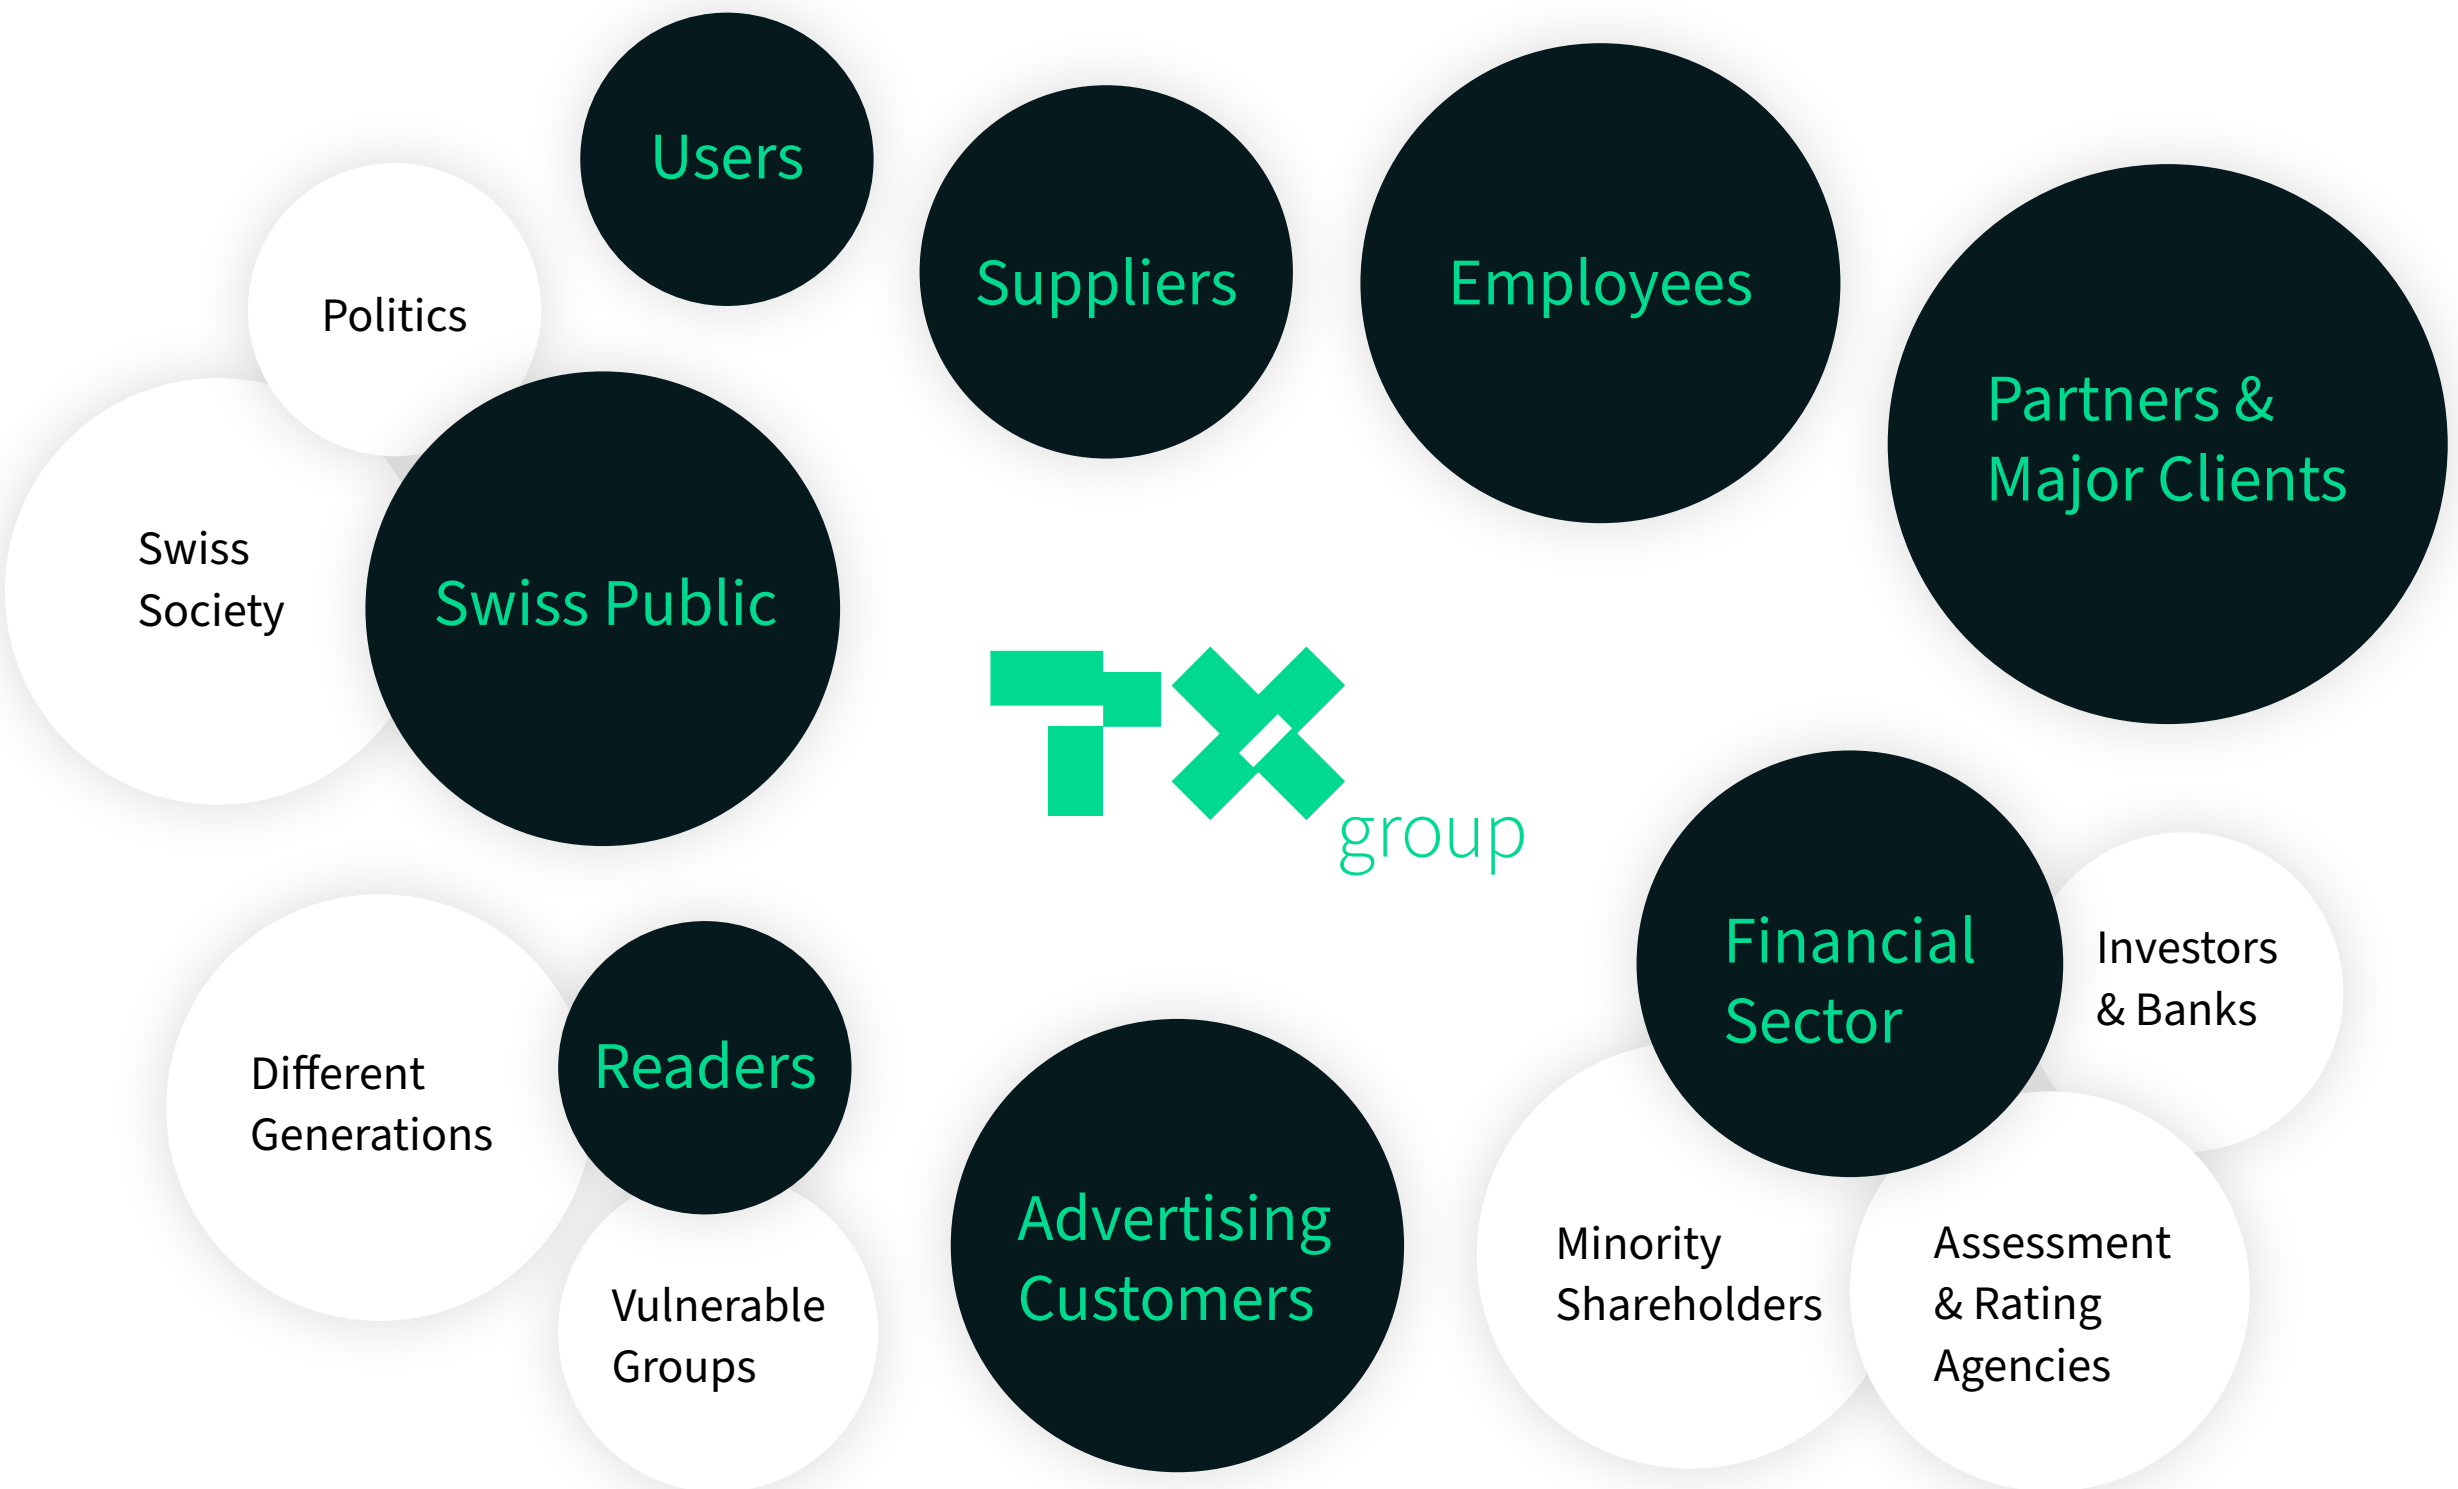 Users
Suppliers
Employees
Partners &
Major Clients
Politics
Swiss
Society
Swiss Public
TX
group
Financial
Sector
Investors
& Banks
Different
Generations
Readers
Advertising
Customers
Minority
Shareholders
Assessment
& Rating
Agencies
Vulnerable
Groups